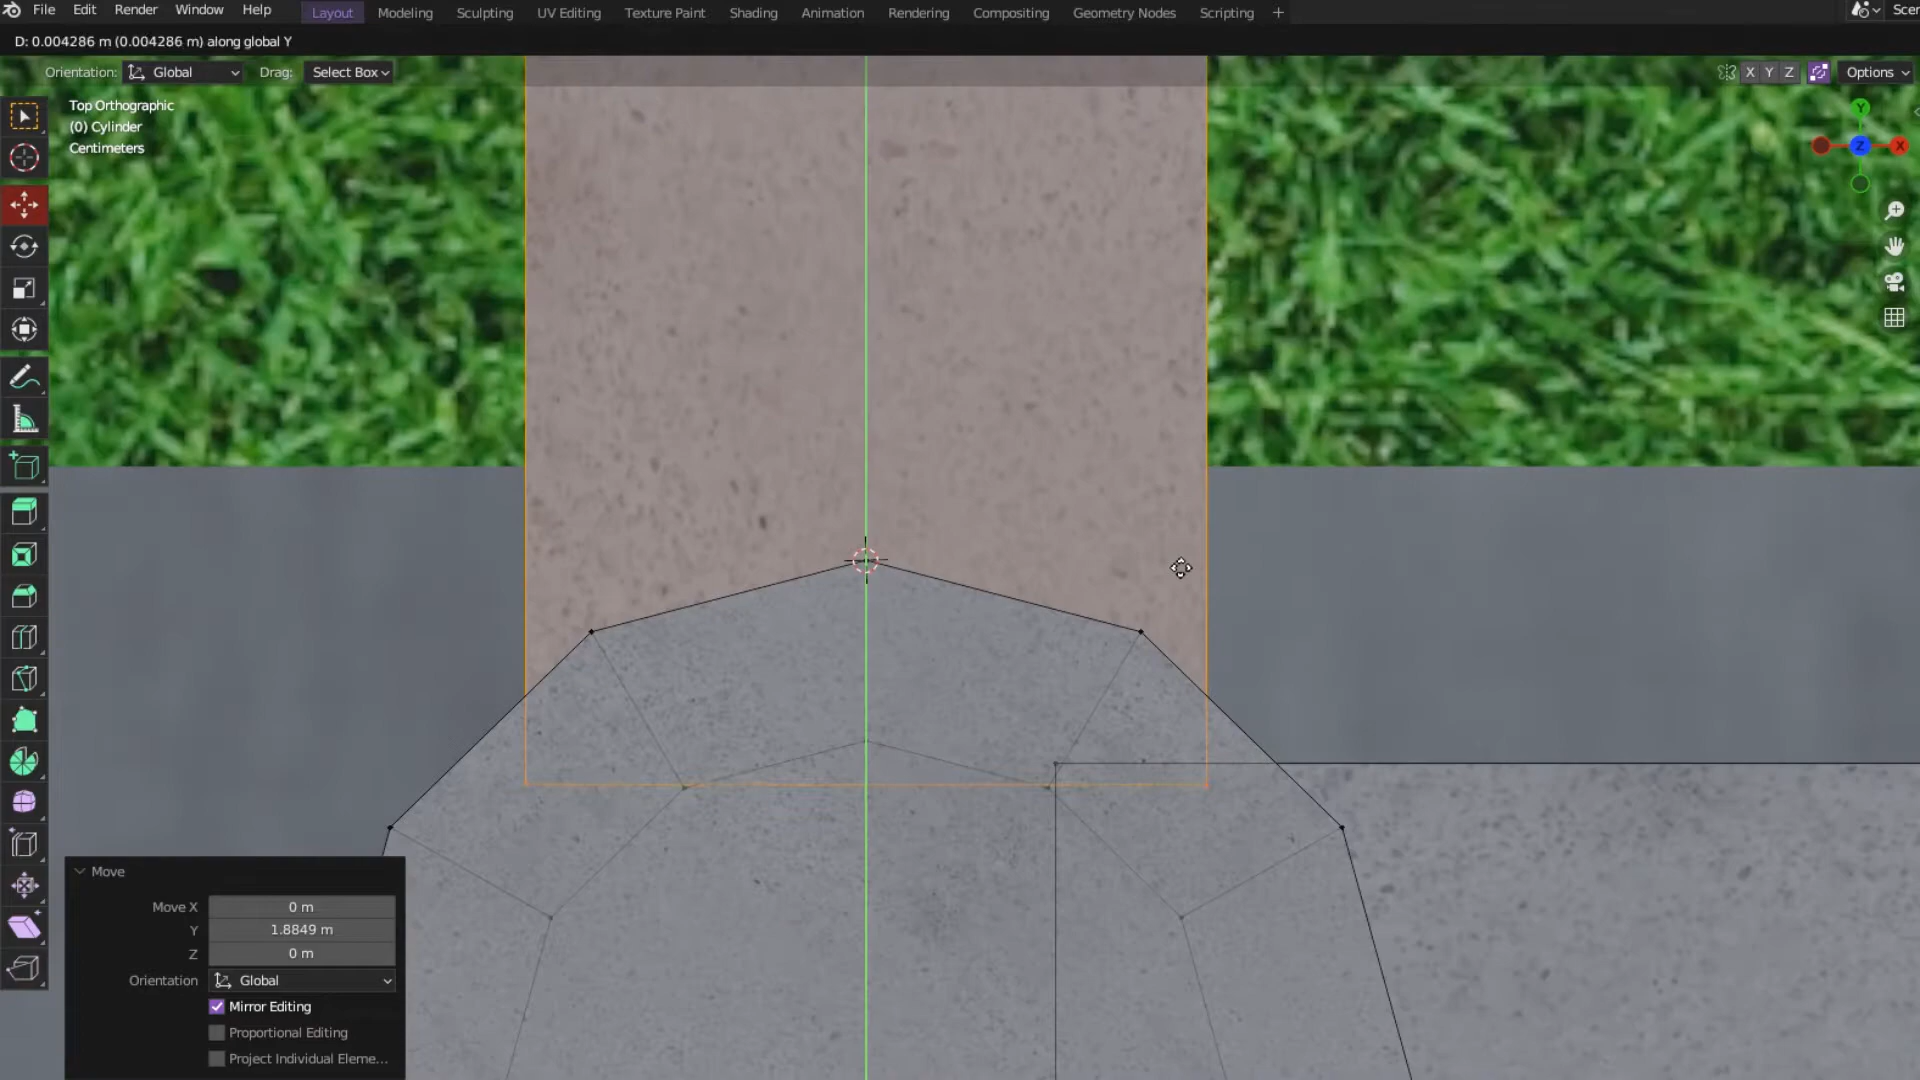 File Edit Render Window Help Layout Modeling Sculpting UV Editing Texture Paint Shading Animation Rendering Compositing Geometry Nodes Scripting + Scer
D: 0.004286 m (0.004286 m) along global Y
Orientation: Global Drag: Select Box X Y Z Options
Top Orthographic
(0) Cylinder
Centimeters
Y
Z X
Move
Move X 0 m
Y 1.8849 m
Z 0 m
Orientation Global
Mirror Editing
Proportional Editing
Project Individual Eleme...